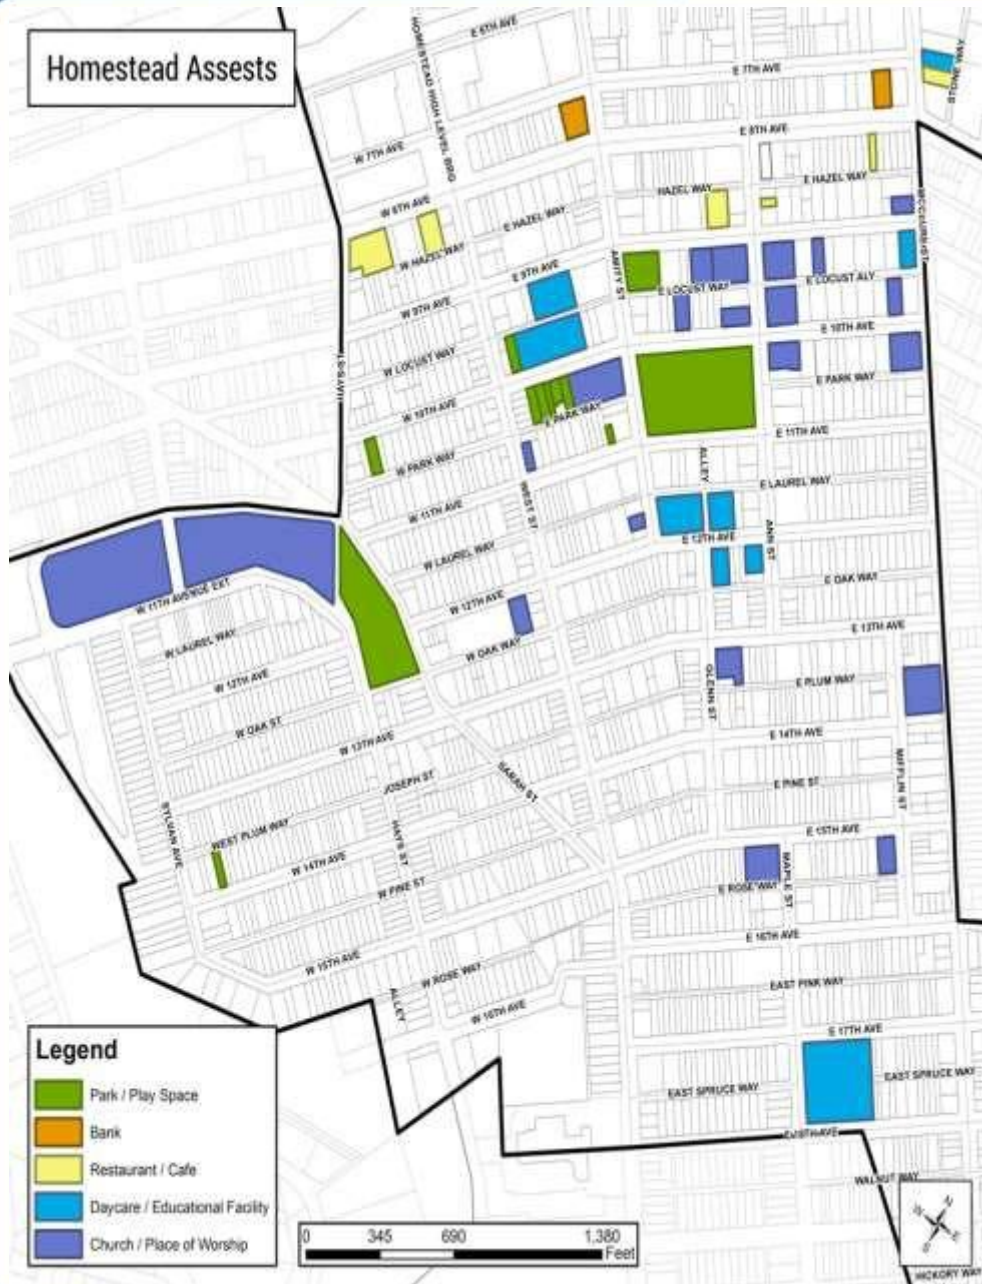 Homestead Assests
E 6TH AVE
HOMESTEAD HIGH LEVEL BRIG
E 7TH AVE
STONE WAY
W 7TH AVE
E 8TH AVE
E HAZEL WAY
HAZEL WAY
W 8TH AVE
E HAZEL WAY
W HAZEL WAY
MCCLURE ST
AMITY ST
E 9TH AVE
E LOCUST WAY
E LOCUST ALY
W 9TH AVE
E 10TH AVE
W LOCUST WAY
HAYS ST
E PARK WAY
W 10TH AVE
E PARK WAY
E 11TH AVE
W PARK WAY
ALLEY
E LAUREL WAY
WEST ST
W 11TH AVE
ANN ST
E 12TH AVE
W LAUREL WAY
E OAK WAY
W 11TH AVENUE EXT
W 12TH AVE
E 13TH AVE
W LAUREL WAY
W OAK WAY
W 12TH AVE
GLENN ST
E PLUM WAY
W OAK ST
E 14TH AVE
W 13TH AVE
MIFFLIN ST
SARAH ST
JOSEPH ST
E PINE ST
SYLVAN AVE
WEST PLUM WAY
HAYS ST
E 15TH AVE
W 14TH AVE
MAPLE ST
W PINE ST
E ROSE WAY
E 16TH AVE
W 15TH AVE
W ROSE WAY
EAST PINK WAY
ALLEY
W 16TH AVE
E 17TH AVE
EAST SPRUCE WAY
EAST SPRUCE WAY
E 18TH AVE
WALNUT WAY
HICKORY WAY
Legend
Park / Play Space
Bank
Restaurant / Cafe
Daycare / Educational Facility
Church / Place of Worship
0 345 690 1,380
Feet
N
W
E
S